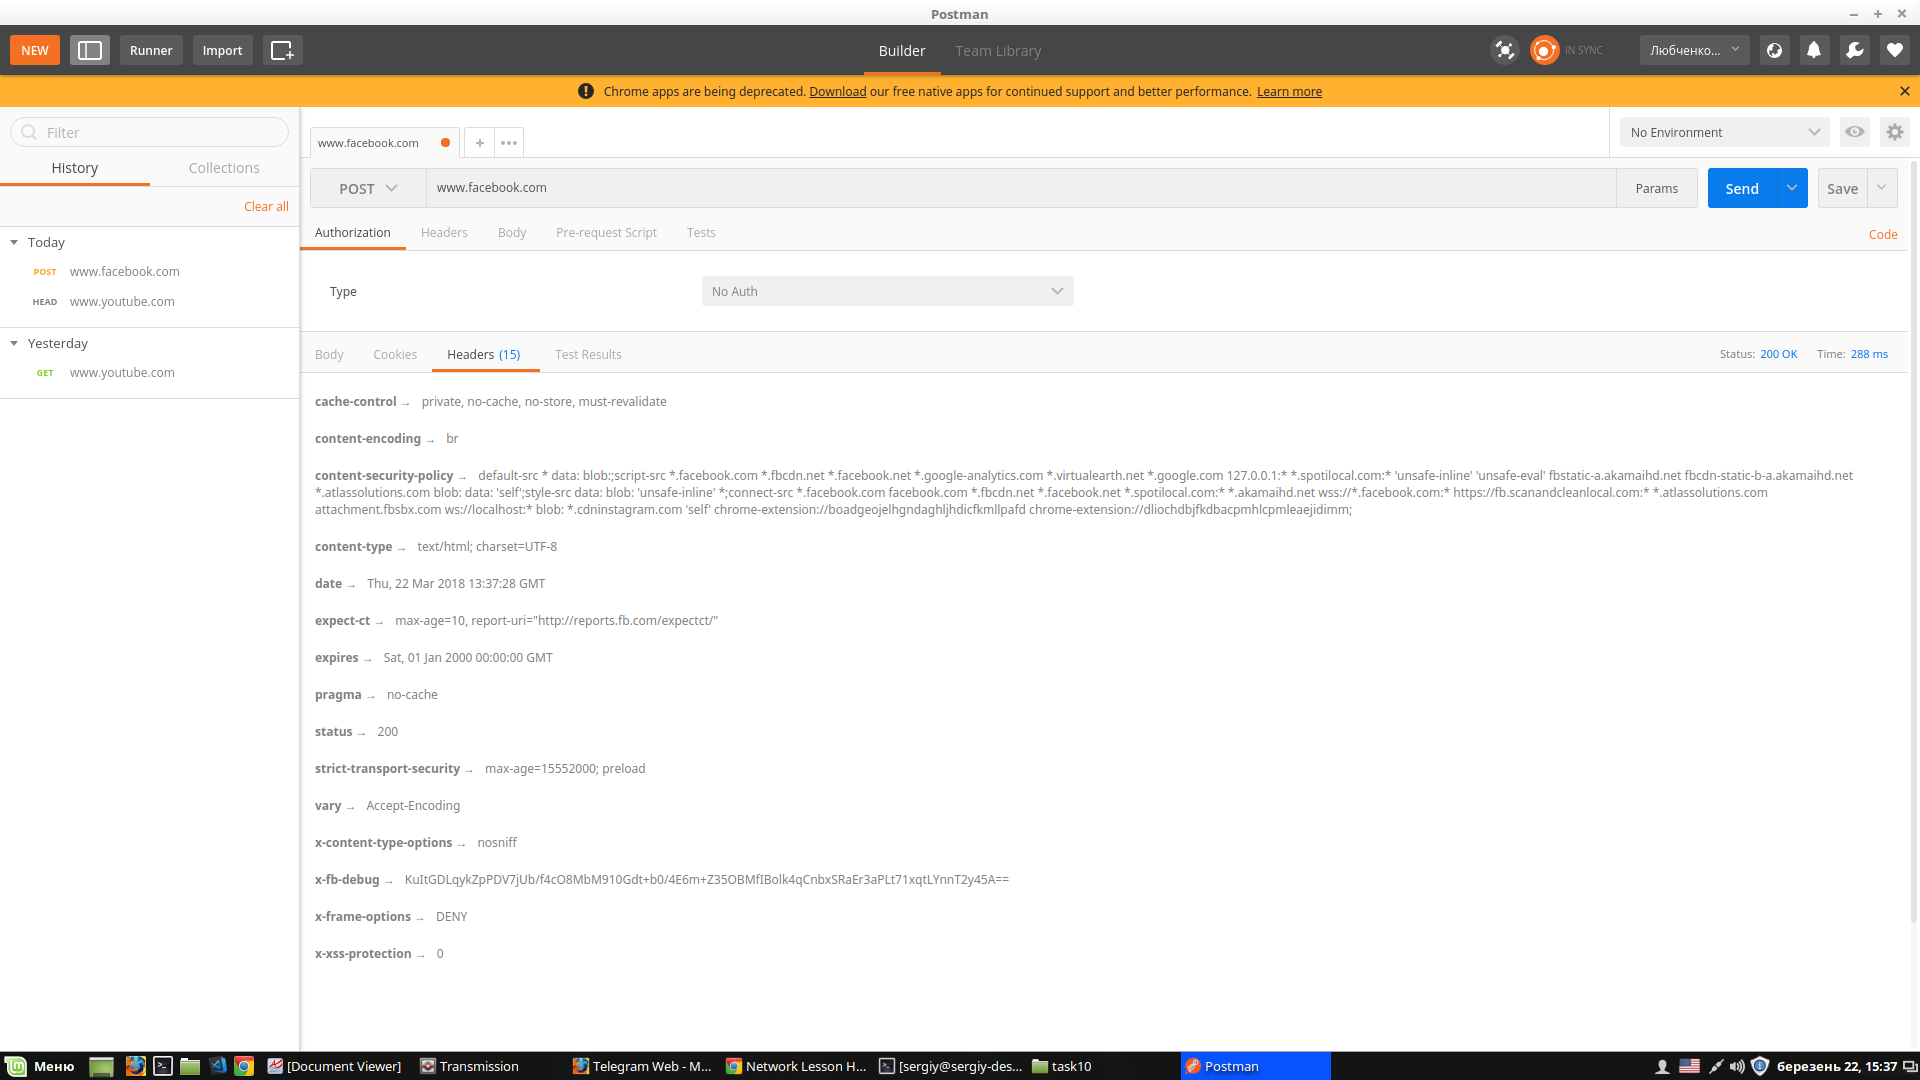 Postman
NEW
Runner
Import
Builder
Team Library
IN SYNC
Любченко...
Chrome apps are being deprecated. Download our free native apps for continued support and better performance. Learn more
Filter
History
Collections
Clear all
Today
POST www.facebook.com
HEAD www.youtube.com
Yesterday
GET www.youtube.com
www.facebook.com
No Environment
POST
www.facebook.com
Params
Send
Save
Authorization
Headers
Body
Pre-request Script
Tests
Code
Type
No Auth
Body
Cookies
Headers (15)
Test Results
Status: 200 OK
Time: 288 ms
cache-control → private, no-cache, no-store, must-revalidate
content-encoding → br
content-security-policy → default-src * data: blob:;script-src *.facebook.com *.fbcdn.net *.facebook.net *.google-analytics.com *.virtualearth.net *.google.com 127.0.0.1:* *.spotilocal.com:* 'unsafe-inline' 'unsafe-eval' fbstatic-a.akamaihd.net fbcdn-static-b-a.akamaihd.net
*.atlassolutions.com blob: data: 'self';style-src data: blob: 'unsafe-inline' *;connect-src *.facebook.com facebook.com *.fbcdn.net *.facebook.net *.spotilocal.com:* *.akamaihd.net wss://*.facebook.com:* https://fb.scanandcleanlocal.com:* *.atlassolutions.com
attachment.fbsbx.com ws://localhost:* blob: *.cdninstagram.com 'self' chrome-extension://boadgeojelhgndaghljhdicfkmllpafd chrome-extension://dliochdbjfkdbacpmhlcpmleaejidimm;
content-type → text/html; charset=UTF-8
date → Thu, 22 Mar 2018 13:37:28 GMT
expect-ct → max-age=10, report-uri="http://reports.fb.com/expectct/"
expires → Sat, 01 Jan 2000 00:00:00 GMT
pragma → no-cache
status → 200
strict-transport-security → max-age=15552000; preload
vary → Accept-Encoding
x-content-type-options → nosniff
x-fb-debug → KuItGDLqykZpPDV7jUb/f4cO8MbM910Gdt+b0/4E6m+Z35OBMfIBolk4qCnbxSRaEr3aPLt71xqtLYnnT2y45A==
x-frame-options → DENY
x-xss-protection → 0
Меню
[Document Viewer]
Transmission
Telegram Web - M...
Network Lesson H...
[sergiy@sergiy-des...
task10
Postman
березень 22, 15:37